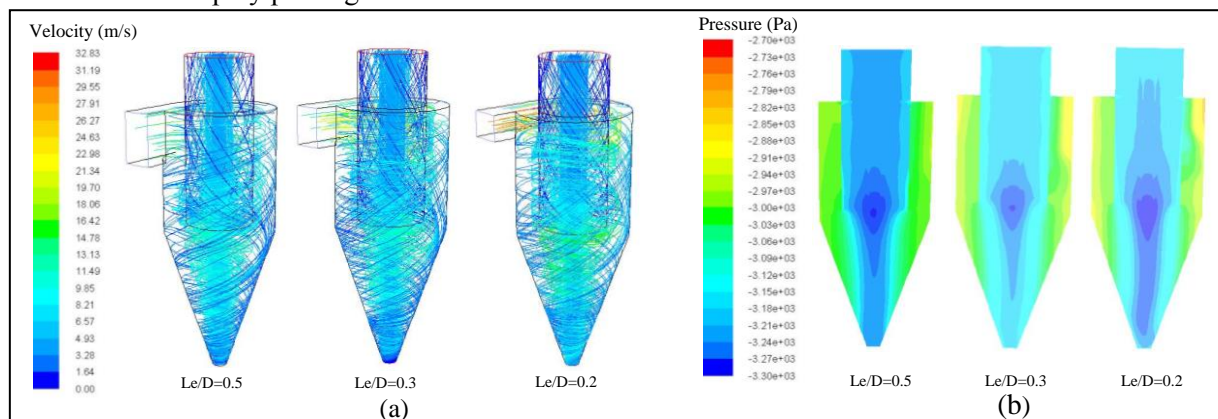 Velocity (m/s)
32.83
31.19
29.55
27.91
26.27
24.63
22.98
21.34
19.70
18.06
16.42
14.78
13.13
11.49
9.85
8.21
6.57
4.93
3.28
1.64
0.00
Le/D=0.5
Le/D=0.3
Le/D=0.2
(a)
Pressure (Pa)
-2.70e+03
-2.73e+03
-2.76e+03
-2.79e+03
-2.82e+03
-2.85e+03
-2.88e+03
-2.91e+03
-2.94e+03
-2.97e+03
-3.00e+03
-3.03e+03
-3.06e+03
-3.09e+03
-3.12e+03
-3.15e+03
-3.18e+03
-3.21e+03
-3.24e+03
-3.27e+03
-3.30e+03
Le/D=0.5
Le/D=0.3
Le/D=0.2
(b)